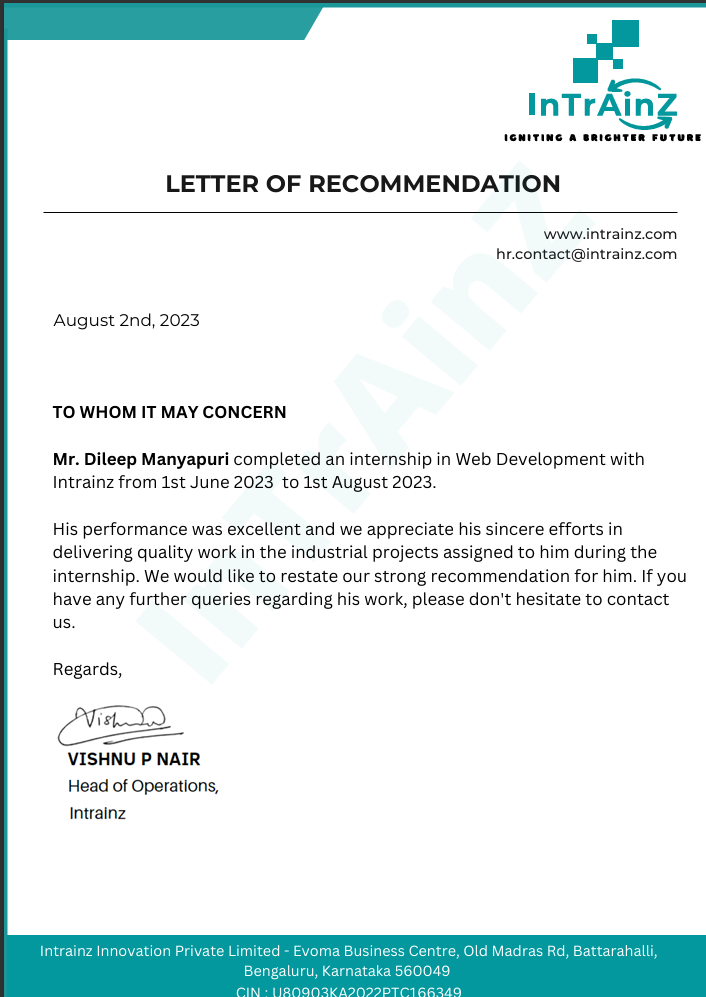 InTrAinZ
IGNITING A BRIGHTER FUTURE
LETTER OF RECOMMENDATION
www.intrainz.com
hr.contact@intrainz.com
August 2nd, 2023
TO WHOM IT MAY CONCERN
Mr. Dileep Manyapuri completed an internship in Web Development with
Intrainz from 1st June 2023  to 1st August 2023.
His performance was excellent and we appreciate his sincere efforts in
delivering quality work in the industrial projects assigned to him during the
internship. We would like to restate our strong recommendation for him. If you
have any further queries regarding his work, please don't hesitate to contact
us.
Regards,
Vishnu
VISHNU P NAIR
Head of Operations,
Intrainz
InTrAinZ
Intrainz Innovation Private Limited - Evoma Business Centre, Old Madras Rd, Battarahalli,
Bengaluru, Karnataka 560049
CIN : U80903KA2022PTC166349